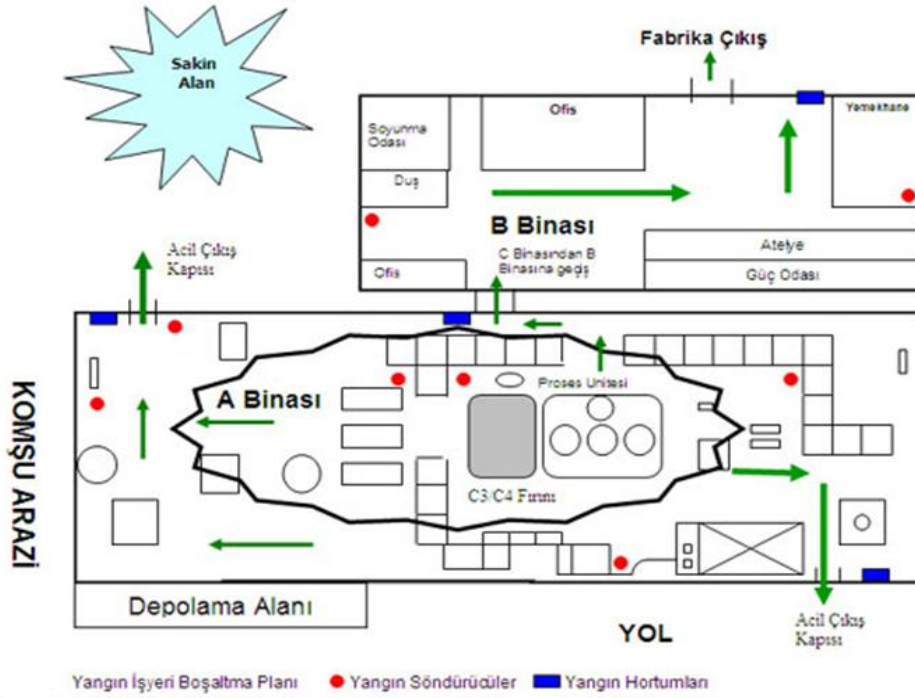 Sakin
Alan
Fabrika Çıkış
Soyunma
Odası
Ofis
Yemekhane
Duş
B Binası
Acil Çıkış
Kapısı
C Binasından B
Binasına geçiş
Atelye
Ofis
Güç Odası
KOMŞU ARAZİ
A Binası
Proses Unitesi
C3/C4 Fırını
Depolama Alanı
YOL
Acil Çıkış
Kapısı
Yangın İşyeri Boşaltma Planı
Yangın Söndürücüler
Yangın Hortumları